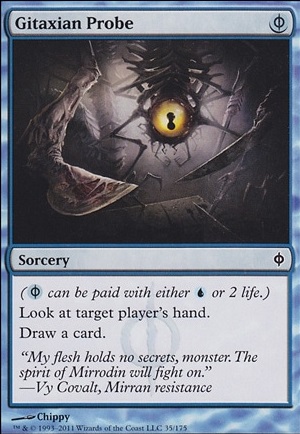 Gitaxian Probe
Sorcery
( can be paid with either  or 2 life.)
Look at target player's hand.
Draw a card.
"My flesh holds no secrets, monster. The
spirit of Mirrodin will fight on."
—Vy Covalt, Mirran resistance
Chippy
™ & © 1993–2011 Wizards of the Coast LLC 35/175